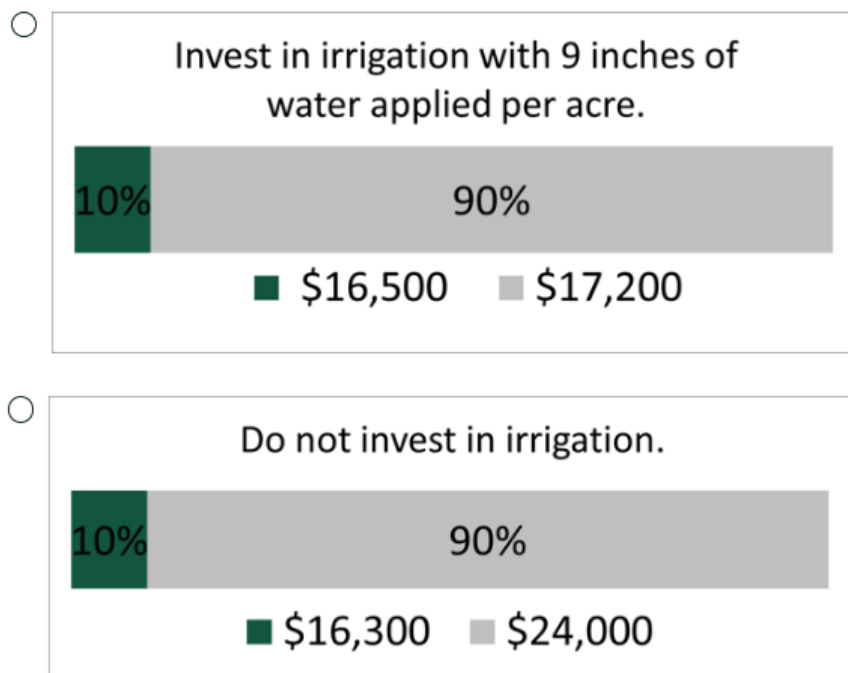 Invest in irrigation with 9 inches of
water applied per acre.
10% 90%
$16,500 $17,200
Do not invest in irrigation.
10% 90%
$16,300 $24,000